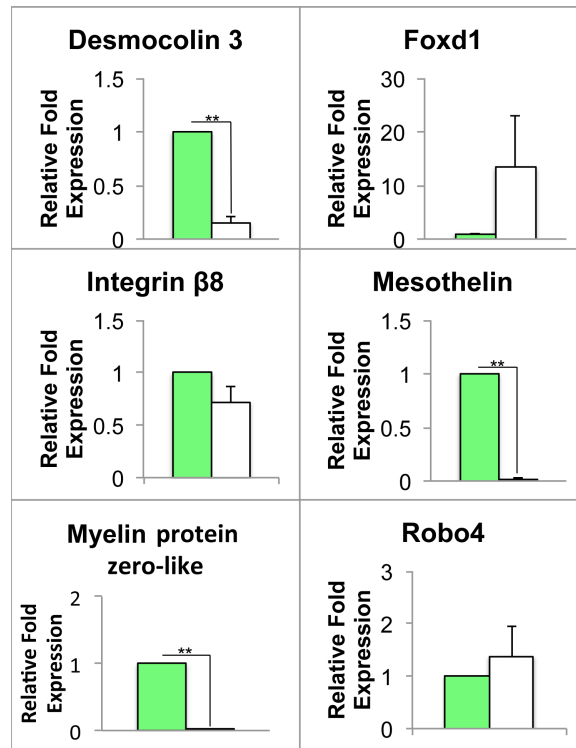 Desmocolin 3
Relative Fold
Expression
1.5
1
0.5
0
**
Foxd1
Relative Fold
Expression
30
20
10
0
Integrin β8
Relative Fold
Expression
1.5
1
0.5
0
Mesothelin
Relative Fold
Expression
1.5
1
0.5
0
**
Myelin protein
zero-like
Relative Fold
Expression
2
1
0
**
Robo4
Relative Fold
Expression
3
2
1
0